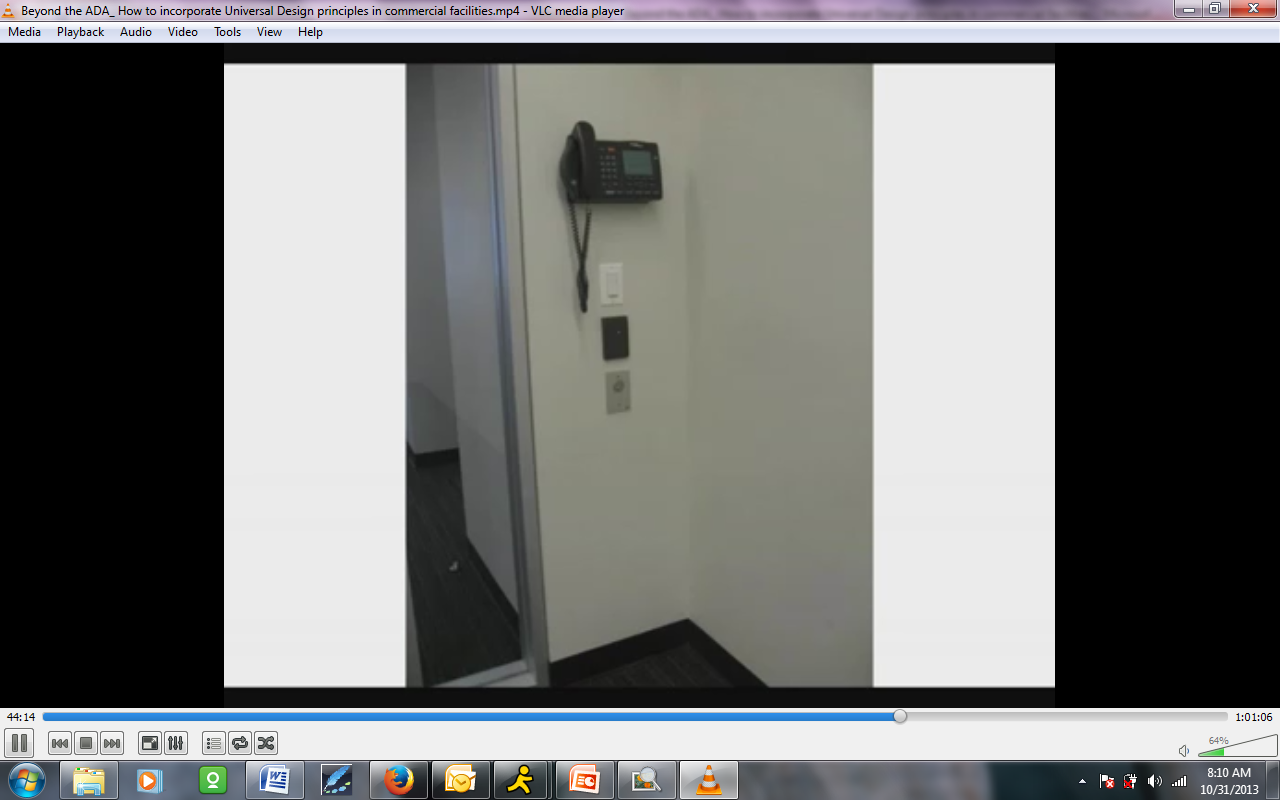 Beyond the ADA_ How to incorporate Universal Design principles in commercial facilities.mp4 - VLC media player
Media Playback Audio Video Tools View Help
44:14
1:01:06
64%
8:10 AM
10/31/2013